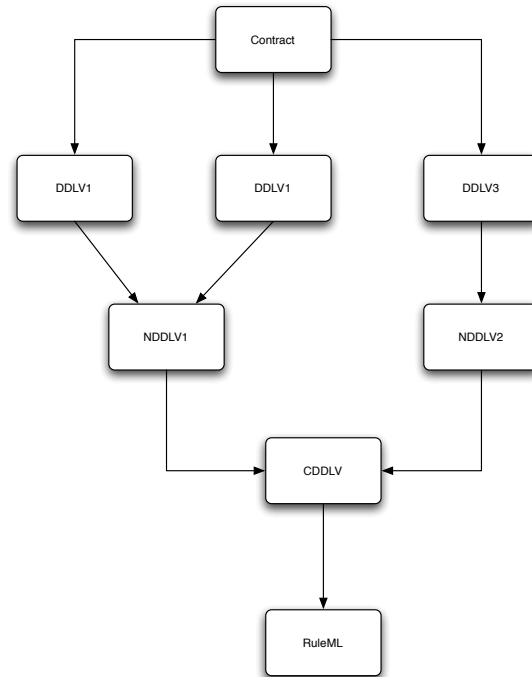 Contract
DDLV1
DDLV1
DDLV3
NDDLV1
NDDLV2
CDDLV
RuleML